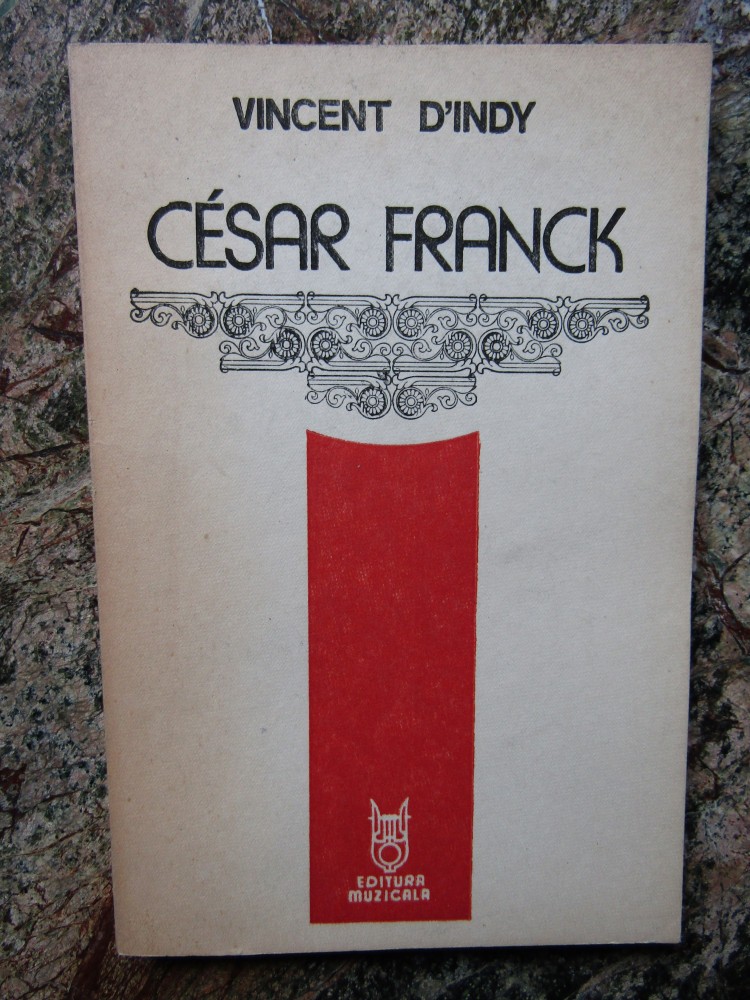 VINCENT D'INDY
CÉSAR FRANCK
EDITURA
MUZICALA